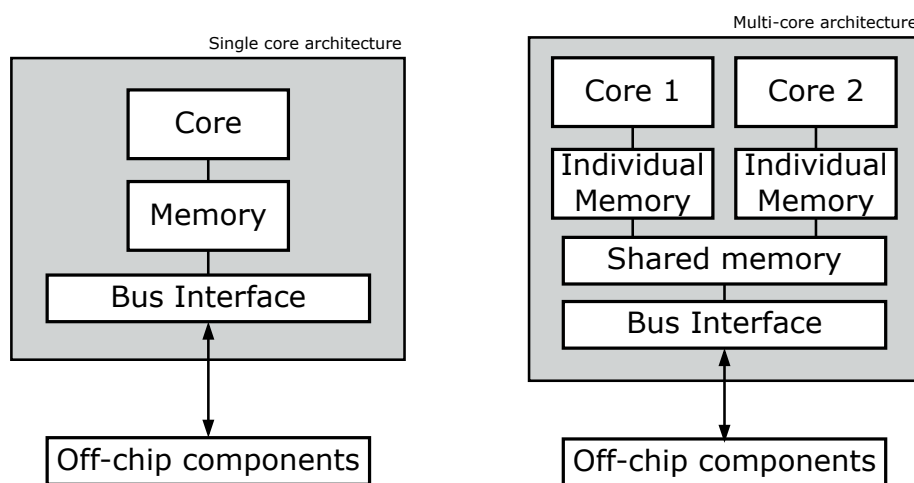 Single core architecture
Core
Memory
Bus Interface
Off-chip components
Multi-core architecture
Core 1
Core 2
Individual
Memory
Individual
Memory
Shared memory
Bus Interface
Off-chip components